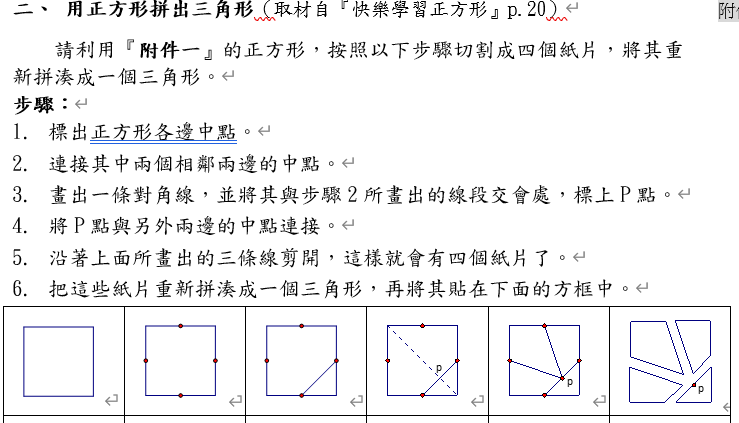 二、 用正方形拼出三角形（取材自『快樂學習正方形』p.20）
附
請利用『附件一』的正方形，按照以下步驟切割成四個紙片，將其重
新拼湊成一個三角形。
步驟：
1. 標出正方形各邊中點。
2. 連接其中兩個相鄰兩邊的中點。
3. 畫出一條對角線，並將其與步驟2所畫出的線段交會處，標上P點。
4. 將P點與另外兩邊的中點連接。
5. 沿著上面所畫出的三條線剪開，這樣就會有四個紙片了。
6. 把這些紙片重新拼湊成一個三角形，再將其貼在下面的方框中。
p p p